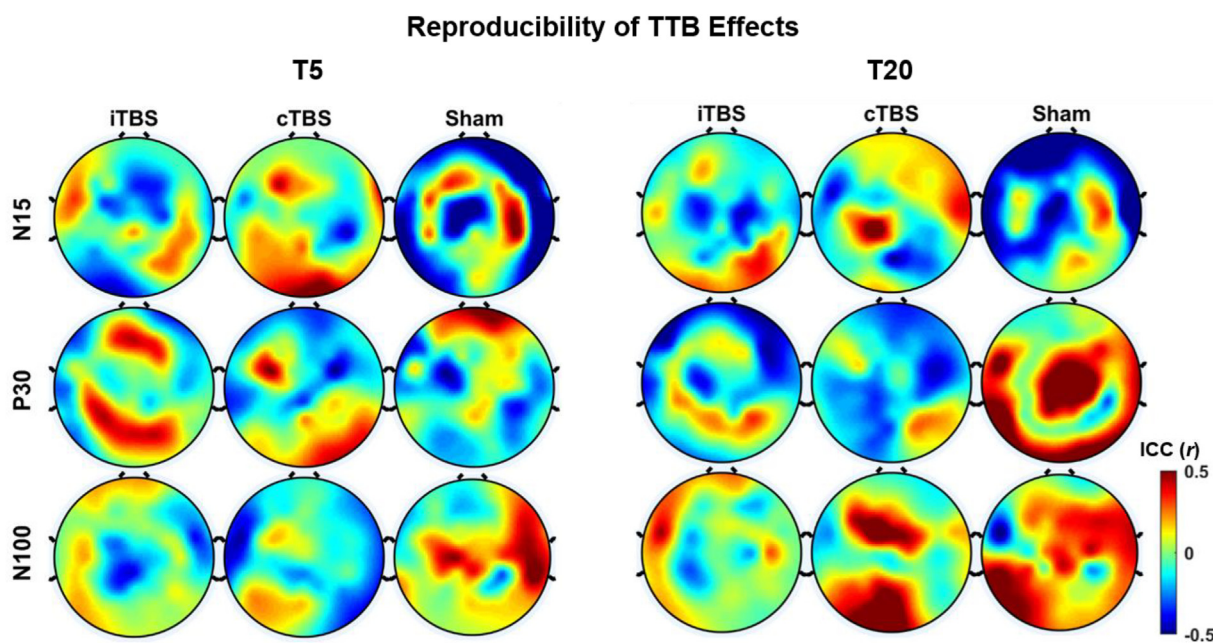 Reproducibility of TTB Effects
T5
T20
iTBS cTBS Sham
iTBS cTBS Sham
N15
P30
N100
ICC (r)
0.5
0
-0.5